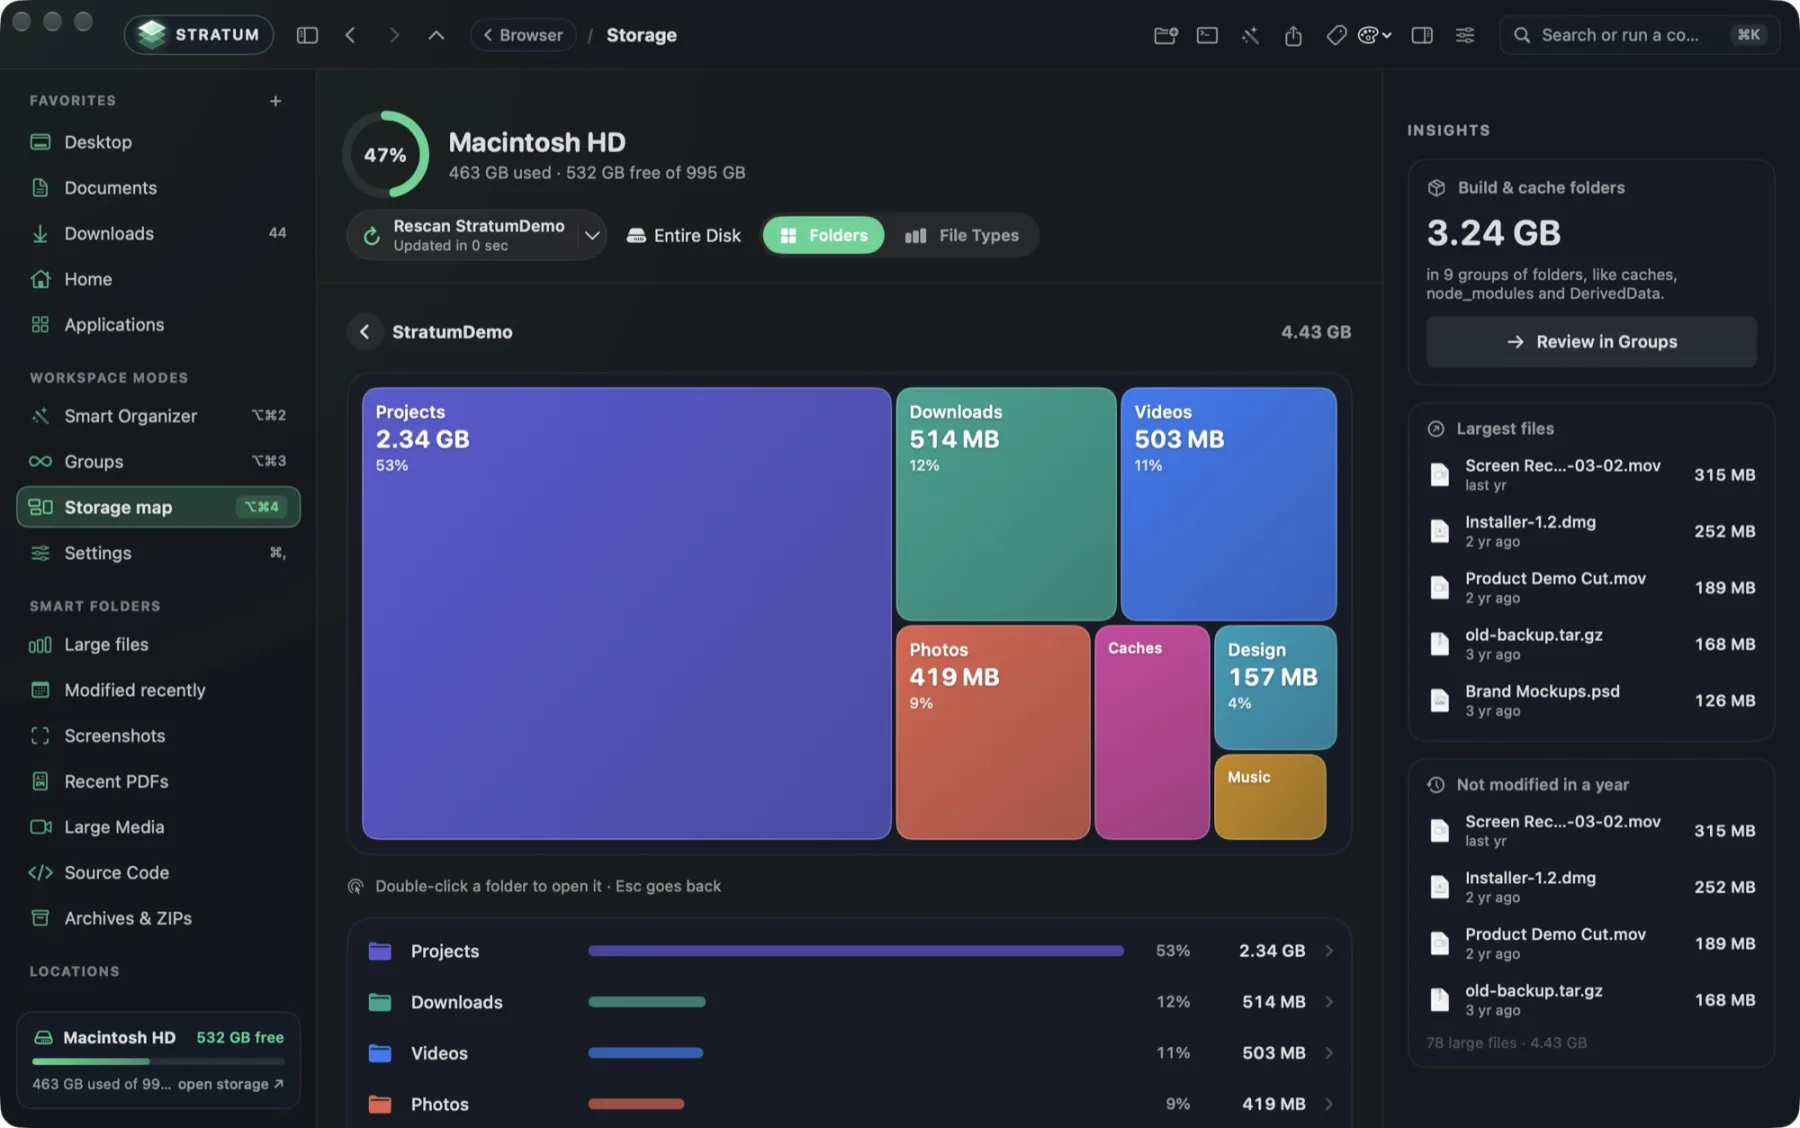 STRATUM
Browser / Storage
Search or run a co... ⌘K
FAVORITES +
Desktop
Documents
Downloads 44
Home
Applications
WORKSPACE MODES
Smart Organizer ⌥⌘2
Groups ⌥⌘3
Storage map ⌥⌘4
Settings ⌘,
SMART FOLDERS
Large files
Modified recently
Screenshots
Recent PDFs
Large Media
Source Code
Archives & ZIPs
LOCATIONS
Macintosh HD 532 GB free
463 GB used of 99... open storage ↗
47%
Macintosh HD
463 GB used · 532 GB free of 995 GB
Rescan StratumDemo
Updated in 0 sec
Entire Disk
Folders
File Types
StratumDemo 4.43 GB
Projects
2.34 GB
53%
Downloads
514 MB
12%
Videos
503 MB
11%
Photos
419 MB
9%
Caches
Design
157 MB
4%
Music
Double-click a folder to open it · Esc goes back
Projects 53% 2.34 GB
Downloads 12% 514 MB
Videos 11% 503 MB
Photos 9% 419 MB
INSIGHTS
Build & cache folders
3.24 GB
in 9 groups of folders, like caches,
node_modules and DerivedData.
→ Review in Groups
Largest files
Screen Rec...-03-02.mov 315 MB
last yr
Installer-1.2.dmg 252 MB
2 yr ago
Product Demo Cut.mov 189 MB
2 yr ago
old-backup.tar.gz 168 MB
3 yr ago
Brand Mockups.psd 126 MB
3 yr ago
Not modified in a year
Screen Rec...-03-02.mov 315 MB
last yr
Installer-1.2.dmg 252 MB
2 yr ago
Product Demo Cut.mov 189 MB
2 yr ago
old-backup.tar.gz 168 MB
3 yr ago
78 large files · 4.43 GB